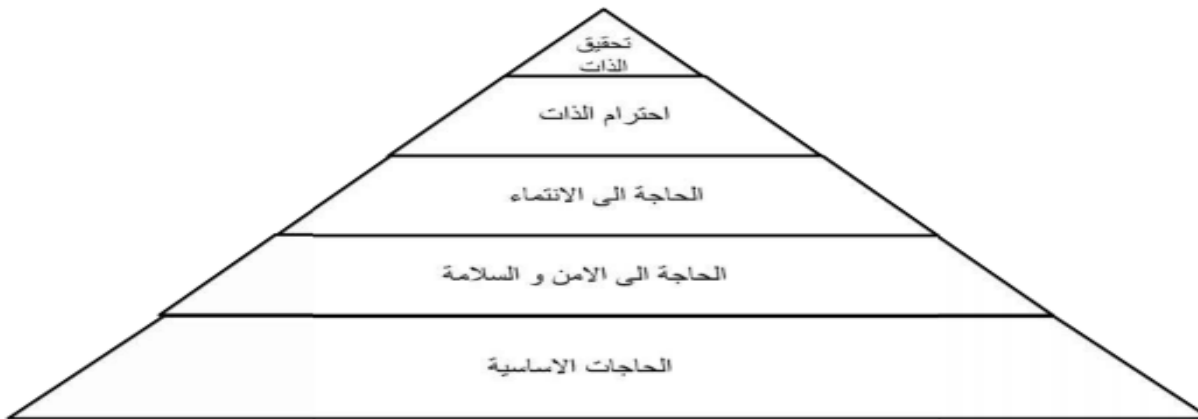 تحقيق
الذات
احترام الذات
الحاجة الى الانتماء
الحاجة الى الامن و السلامة
الحاجات الاساسية